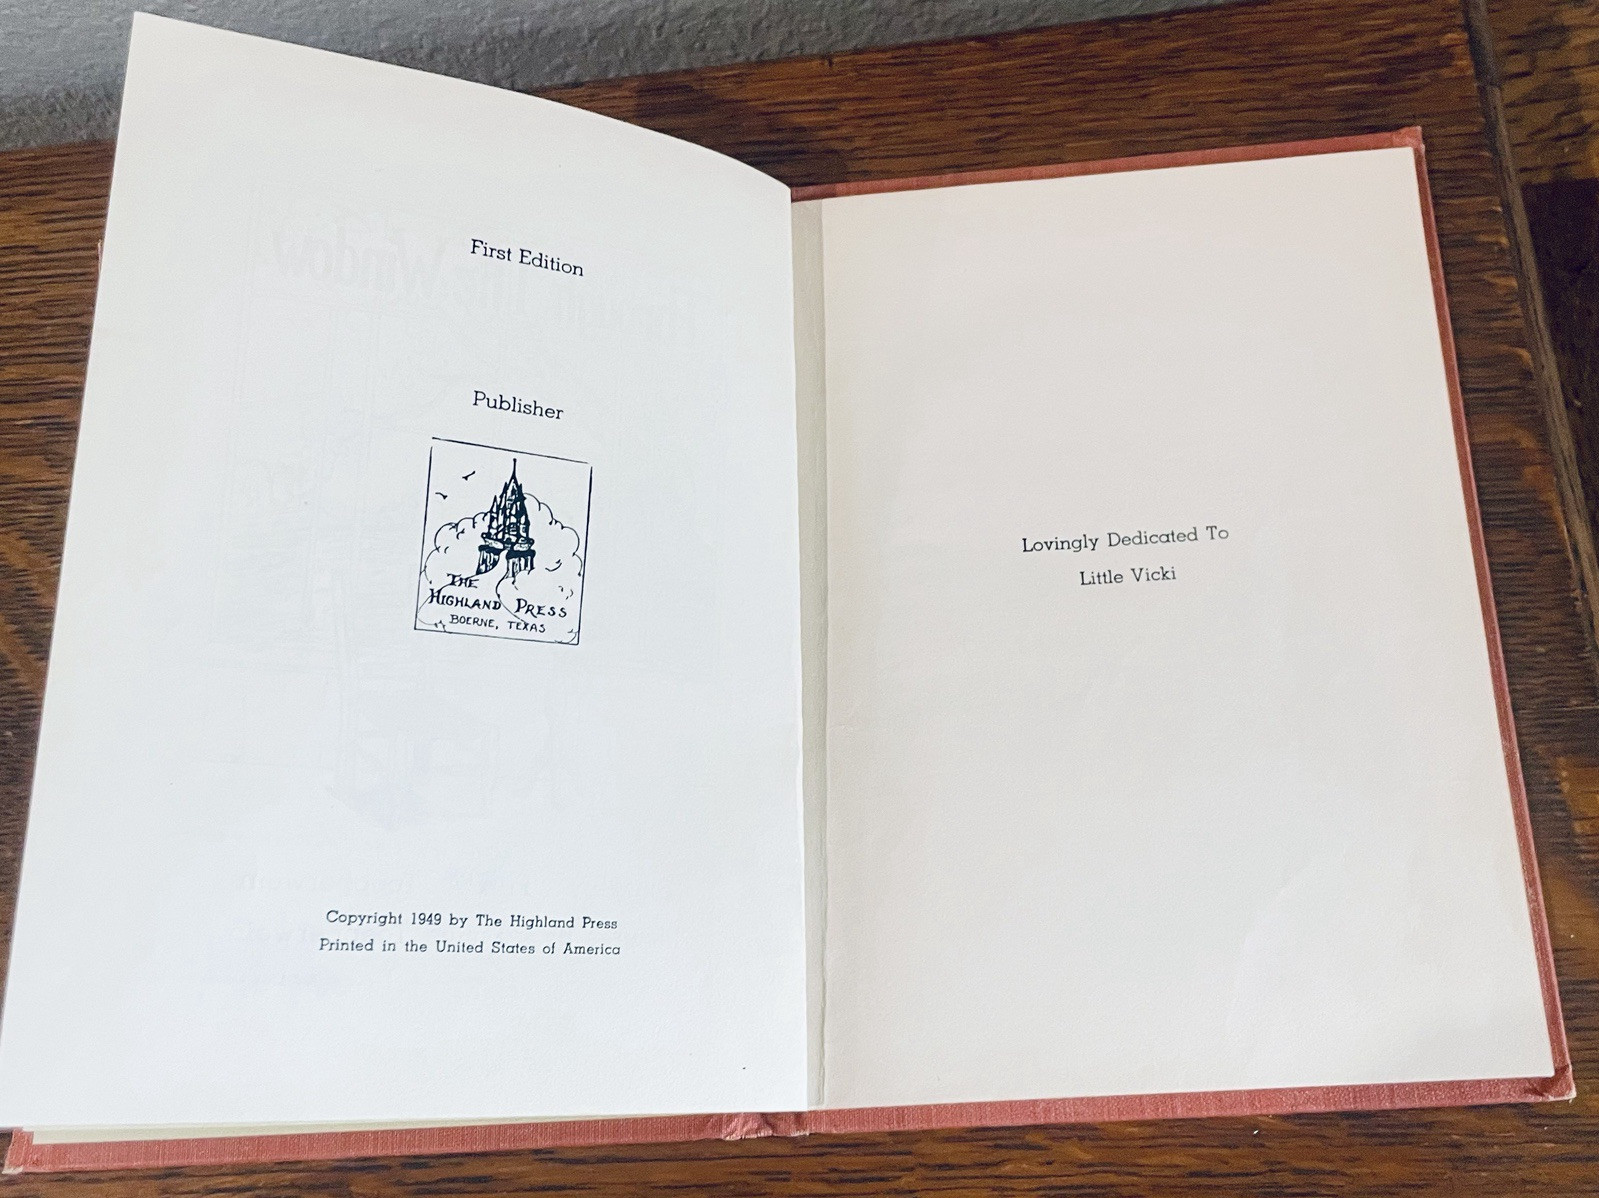 First Edition
Publisher
THE
HIGHLAND PRESS
BOERNE, TEXAS
Copyright 1949 by The Highland Press
Printed in the United States of America
Lovingly Dedicated To
Little Vicki